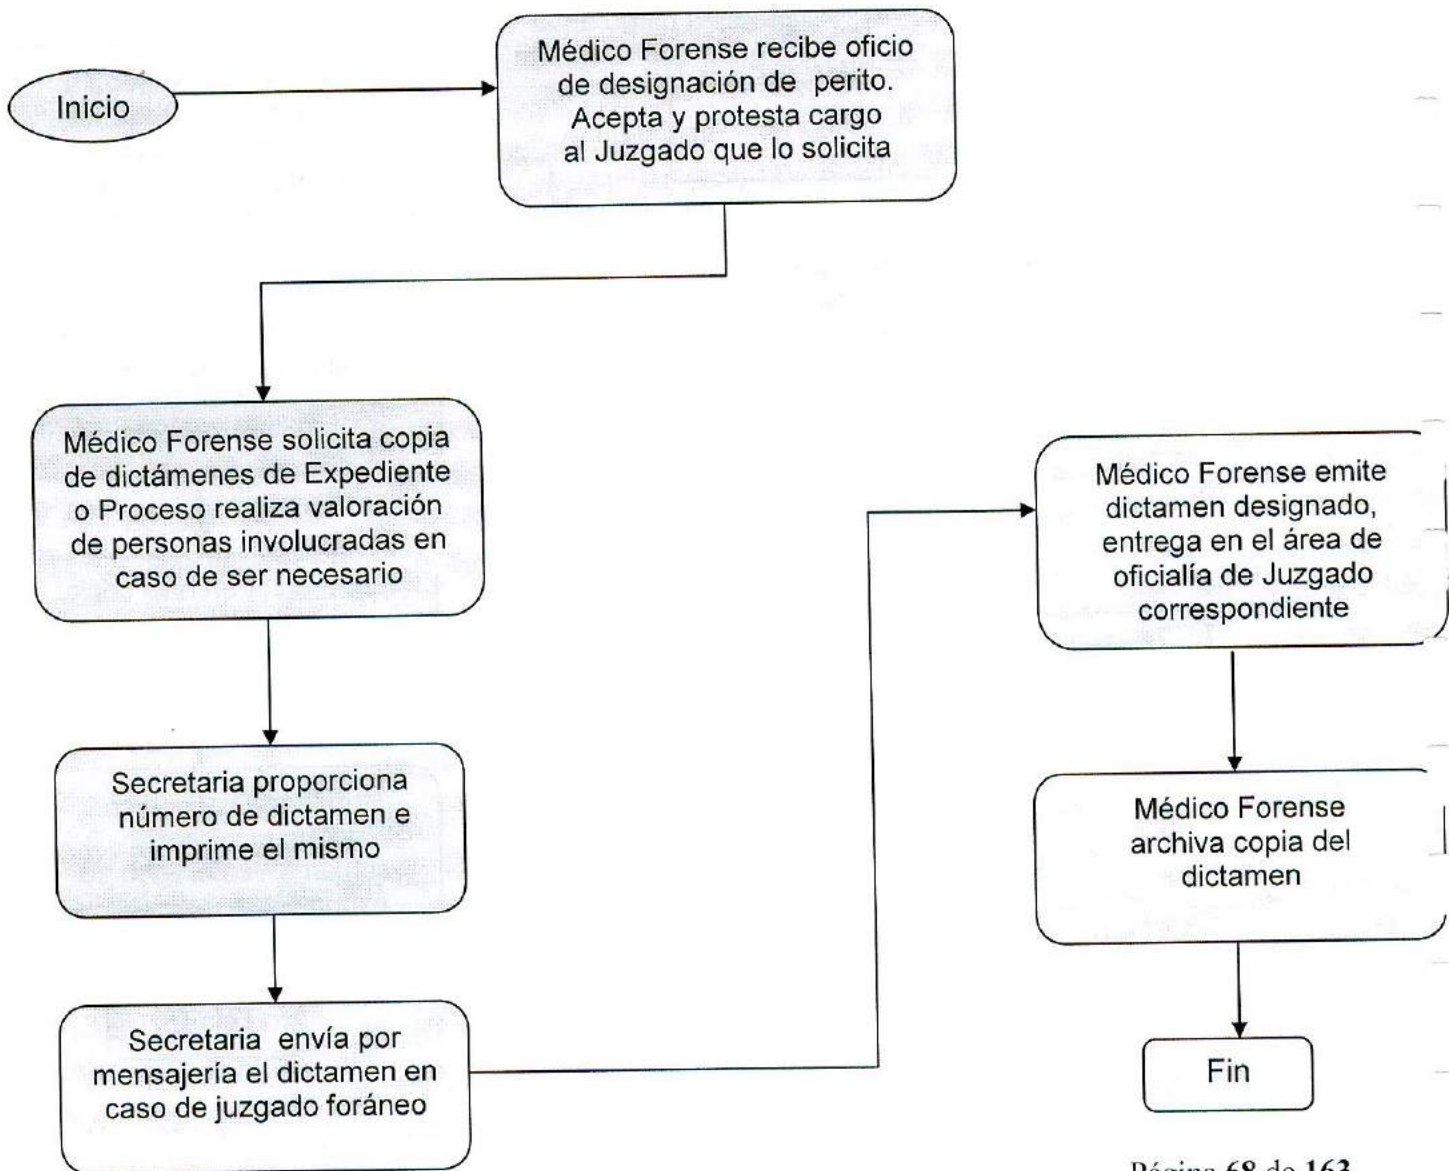 Inicio
Médico Forense recibe oficio
de designación de perito.
Acepta y protesta cargo
al Juzgado que lo solicita
Médico Forense solicita copia
de dictámenes de Expediente
o Proceso realiza valoración
de personas involucradas en
caso de ser necesario
Secretaria proporciona
número de dictamen e
imprime el mismo
Secretaria envía por
mensajería el dictamen en
caso de juzgado foráneo
Médico Forense emite
dictamen designado,
entrega en el área de
oficialía de Juzgado
correspondiente
Médico Forense
archiva copia del
dictamen
Fin
Página 68 de 163